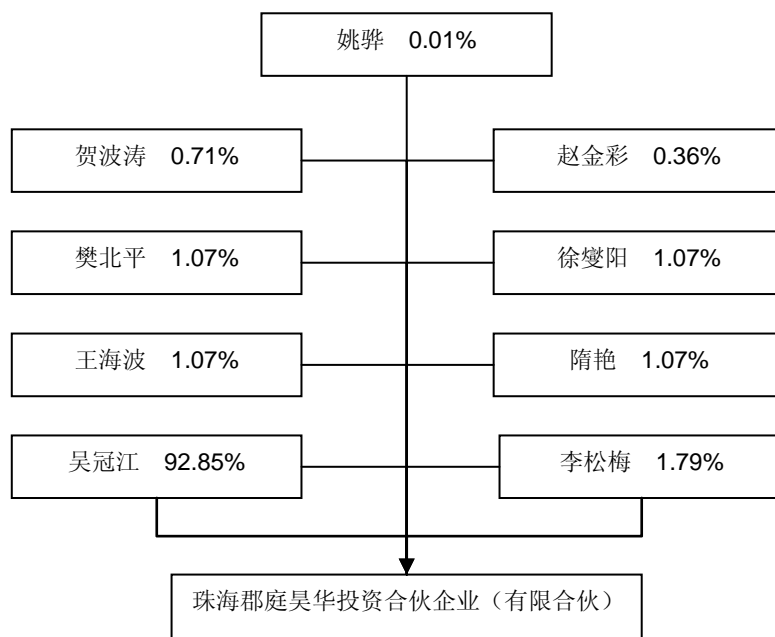 姚骅 0.01%
贺波涛 0.71%
赵金彩 0.36%
樊北平 1.07%
徐燮阳 1.07%
王海波 1.07%
隋艳 1.07%
吴冠江 92.85%
李松梅 1.79%
珠海郡庭昊华投资合伙企业（有限合伙）